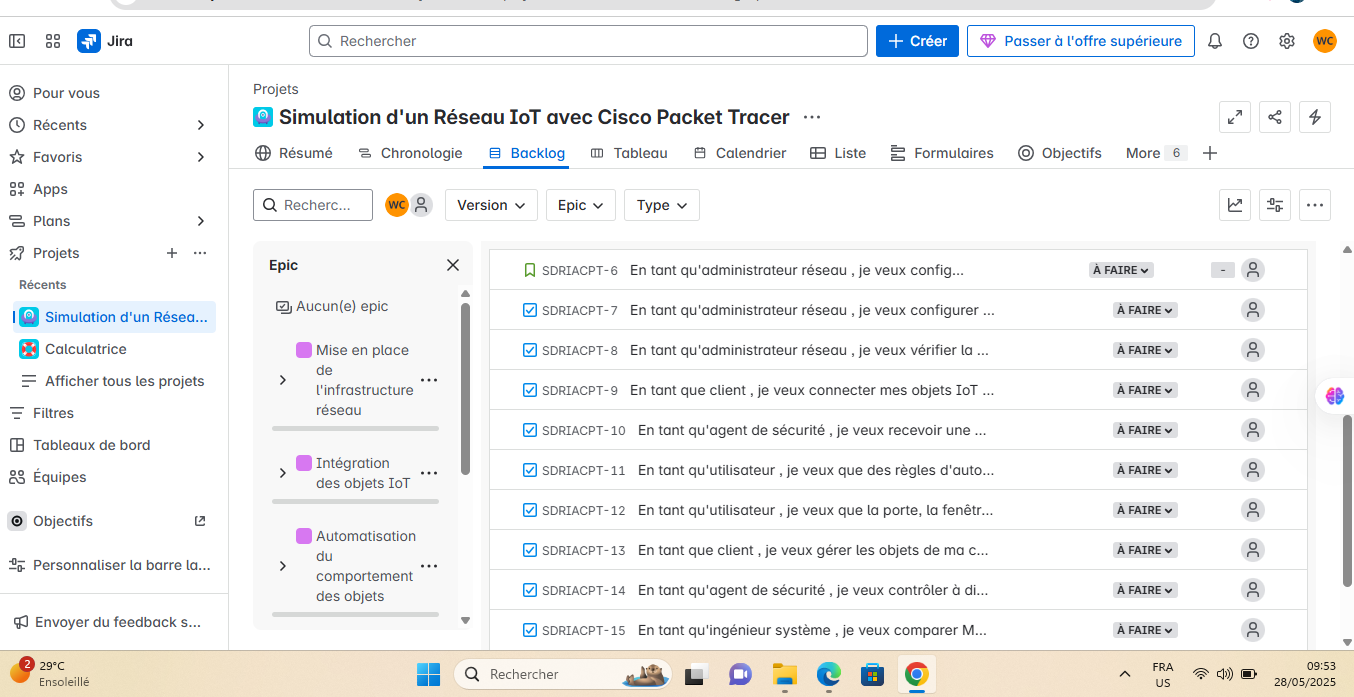 Jira
Rechercher
Créer
Passer à l'offre supérieure
WC
Pour vous
Récents
Favoris
Apps
Plans
Projets
Récents
Simulation d'un Résea...
Calculatrice
Afficher tous les projets
Filtres
Tableaux de bord
Équipes
Objectifs
Personnaliser la barre la...
Envoyer du feedback s...
Projets
Simulation d'un Réseau IoT avec Cisco Packet Tracer
Résumé
Chronologie
Backlog
Tableau
Calendrier
Liste
Formulaires
Objectifs
More 6
Recherc...
WC
Version
Epic
Type
Epic
Aucun(e) epic
Mise en place
de
l'infrastructure
réseau
Intégration
des objets IoT
Automatisation
du
comportement
des objets
SDRIACPT-6 En tant qu'administrateur réseau , je veux config... À FAIRE -
SDRIACPT-7 En tant qu'administrateur réseau , je veux configurer ... À FAIRE
SDRIACPT-8 En tant qu'administrateur réseau , je veux vérifier la ... À FAIRE
SDRIACPT-9 En tant que client , je veux connecter mes objets IoT ... À FAIRE
SDRIACPT-10 En tant qu'agent de sécurité , je veux recevoir une ... À FAIRE
SDRIACPT-11 En tant qu'utilisateur , je veux que des règles d'auto... À FAIRE
SDRIACPT-12 En tant qu'utilisateur , je veux que la porte, la fenêtr... À FAIRE
SDRIACPT-13 En tant que client , je veux gérer les objets de ma c... À FAIRE
SDRIACPT-14 En tant qu'agent de sécurité , je veux contrôler à di... À FAIRE
SDRIACPT-15 En tant qu'ingénieur système , je veux comparer M... À FAIRE
2
29°C
Ensoleillé
Rechercher
FRA
US
09:53
28/05/2025